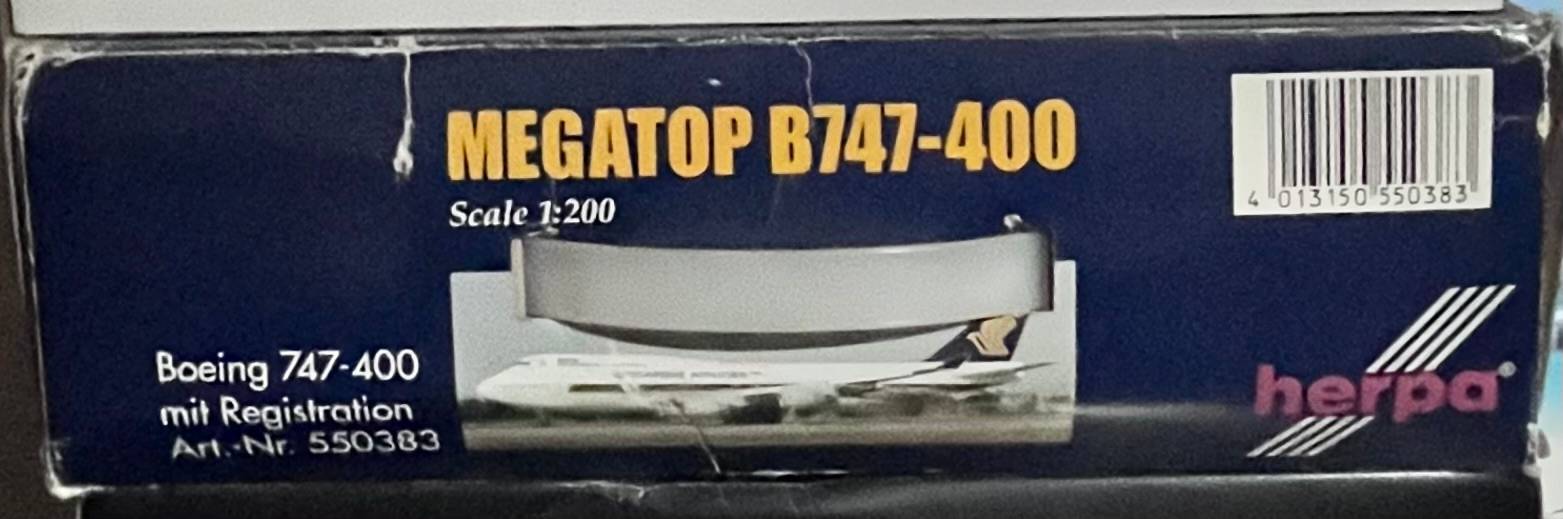 MEGATOP B747-400
Scale 1:200
4 013150 550383
Boeing 747-400
mit Registration
Art.-Nr. 550383
herpa®